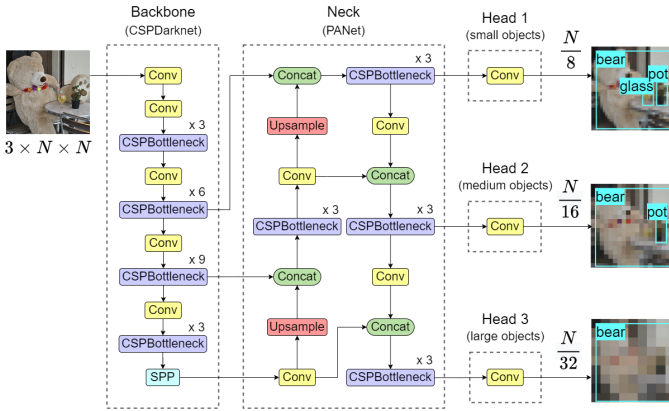 Backbone
(CSPDarknet)
Neck
(PANet)
Head 1
(small objects)
N
8
bear
pot
glass
3 × N × N
Conv
Conv
x 3
CSPBottleneck
Conv
x 6
CSPBottleneck
Conv
x 9
CSPBottleneck
Conv
x 3
CSPBottleneck
SPP
Concat
Upsample
Conv
x 3
CSPBottleneck
Concat
Upsample
Conv
x 3
CSPBottleneck
Conv
Concat
x 3
CSPBottleneck
Conv
Concat
x 3
CSPBottleneck
Conv
Head 2
(medium objects)
Conv
N
16
bear
pot
Head 3
(large objects)
Conv
N
32
bear